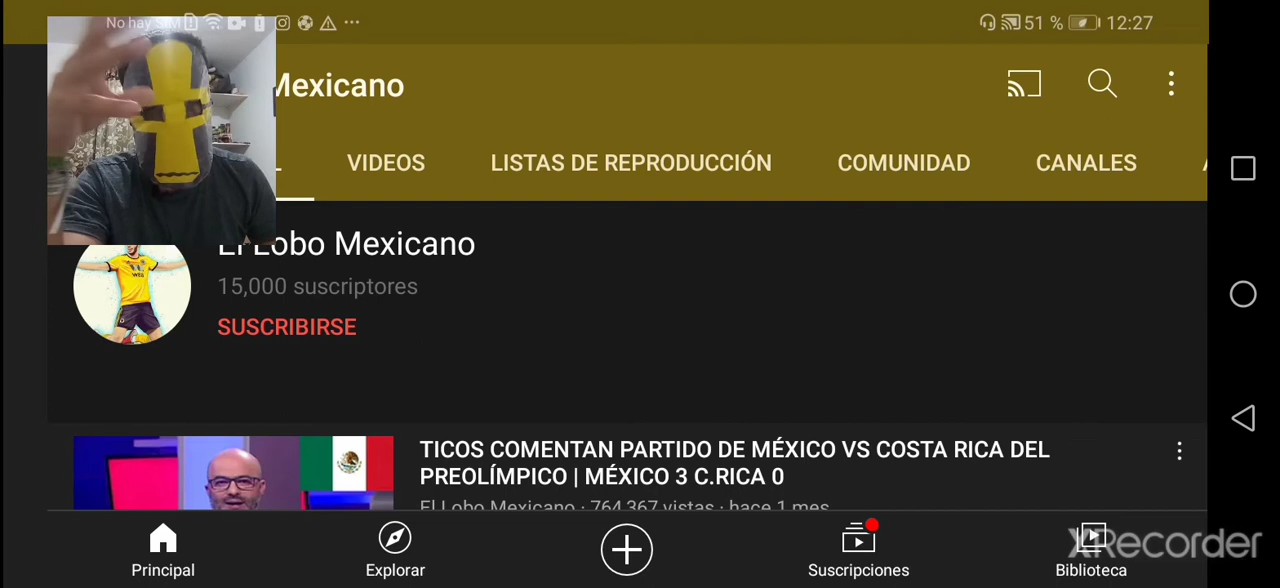 No hay SIM
51 %
12:27
Mexicano
L
VIDEOS
LISTAS DE REPRODUCCIÓN
COMUNIDAD
CANALES
A
El Lobo Mexicano
15,000 suscriptores
SUSCRIBIRSE
TICOS COMENTAN PARTIDO DE MÉXICO VS COSTA RICA DEL
PREOLÍMPICO | MÉXICO 3 C.RICA 0
El Lobo Mexicano · 764,367 vistas · hace 1 mes
Principal
Explorar
Suscripciones
Biblioteca
XRecorder